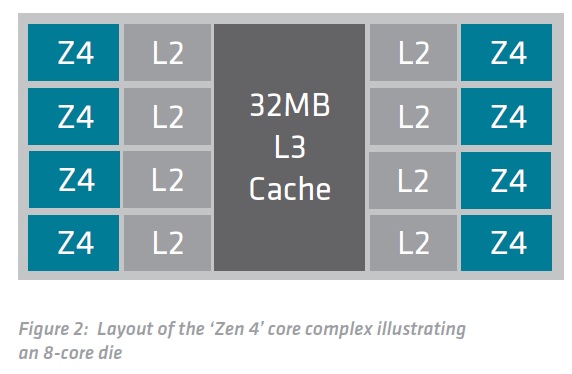 Z4 L2 L2 Z4
Z4 L2 32MB L2 Z4
L3
Z4 L2 Cache L2 Z4
Z4 L2 L2 Z4
Figure 2: Layout of the ‘Zen 4’ core complex illustrating
an 8-core die